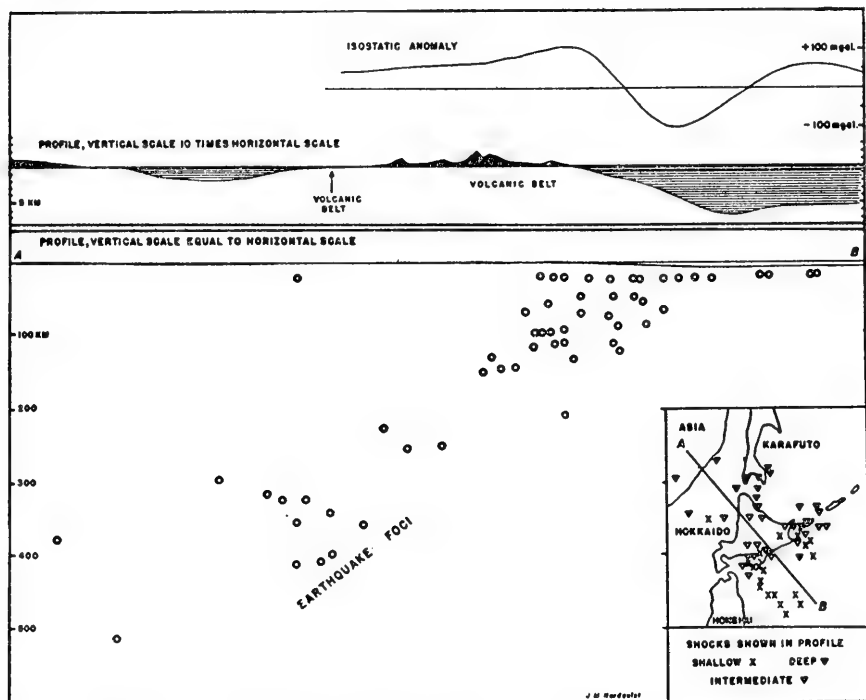 ISOSTATIC ANOMALY
+100 mgal.
-100 mgal.
PROFILE, VERTICAL SCALE 10 TIMES HORIZONTAL SCALE
5 KM
VOLCANIC
BELT
VOLCANIC BELT
PROFILE, VERTICAL SCALE EQUAL TO HORIZONTAL SCALE
A
B
100 KM
200
300
400
500
EARTHQUAKE FOCI
ASIA
A
KARAFUTO
HOKKAIDO
B
SHOCKS SHOWN IN PROFILE
SHALLOW X DEEP ▼
INTERMEDIATE ▽
J M Nordquist